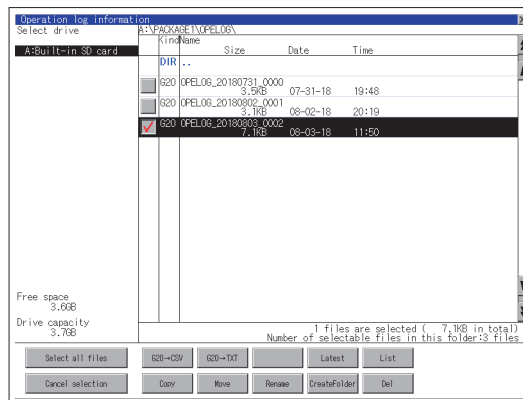 Operation log information
Select drive
A:\PACKAGE1\OPELOG\
Kind Name
Size Date Time
A:Built-in SD card
DIR ..
G20 OPELOG_20180731_0000
3.5KB 07-31-18 19:48
G20 OPELOG_20180802_0001
3.1KB 08-02-18 20:19
G20 OPELOG_20180803_0002
7.1KB 08-03-18 11:50
Free space
3.6GB
Drive capacity
3.7GB
1 files are selected ( 7.1KB in total)
Number of selectable files in this folder:3 files
Select all files
G20→CSV
G20→TXT
Latest
List
Cancel selection
Copy
Move
Rename
CreateFolder
Del